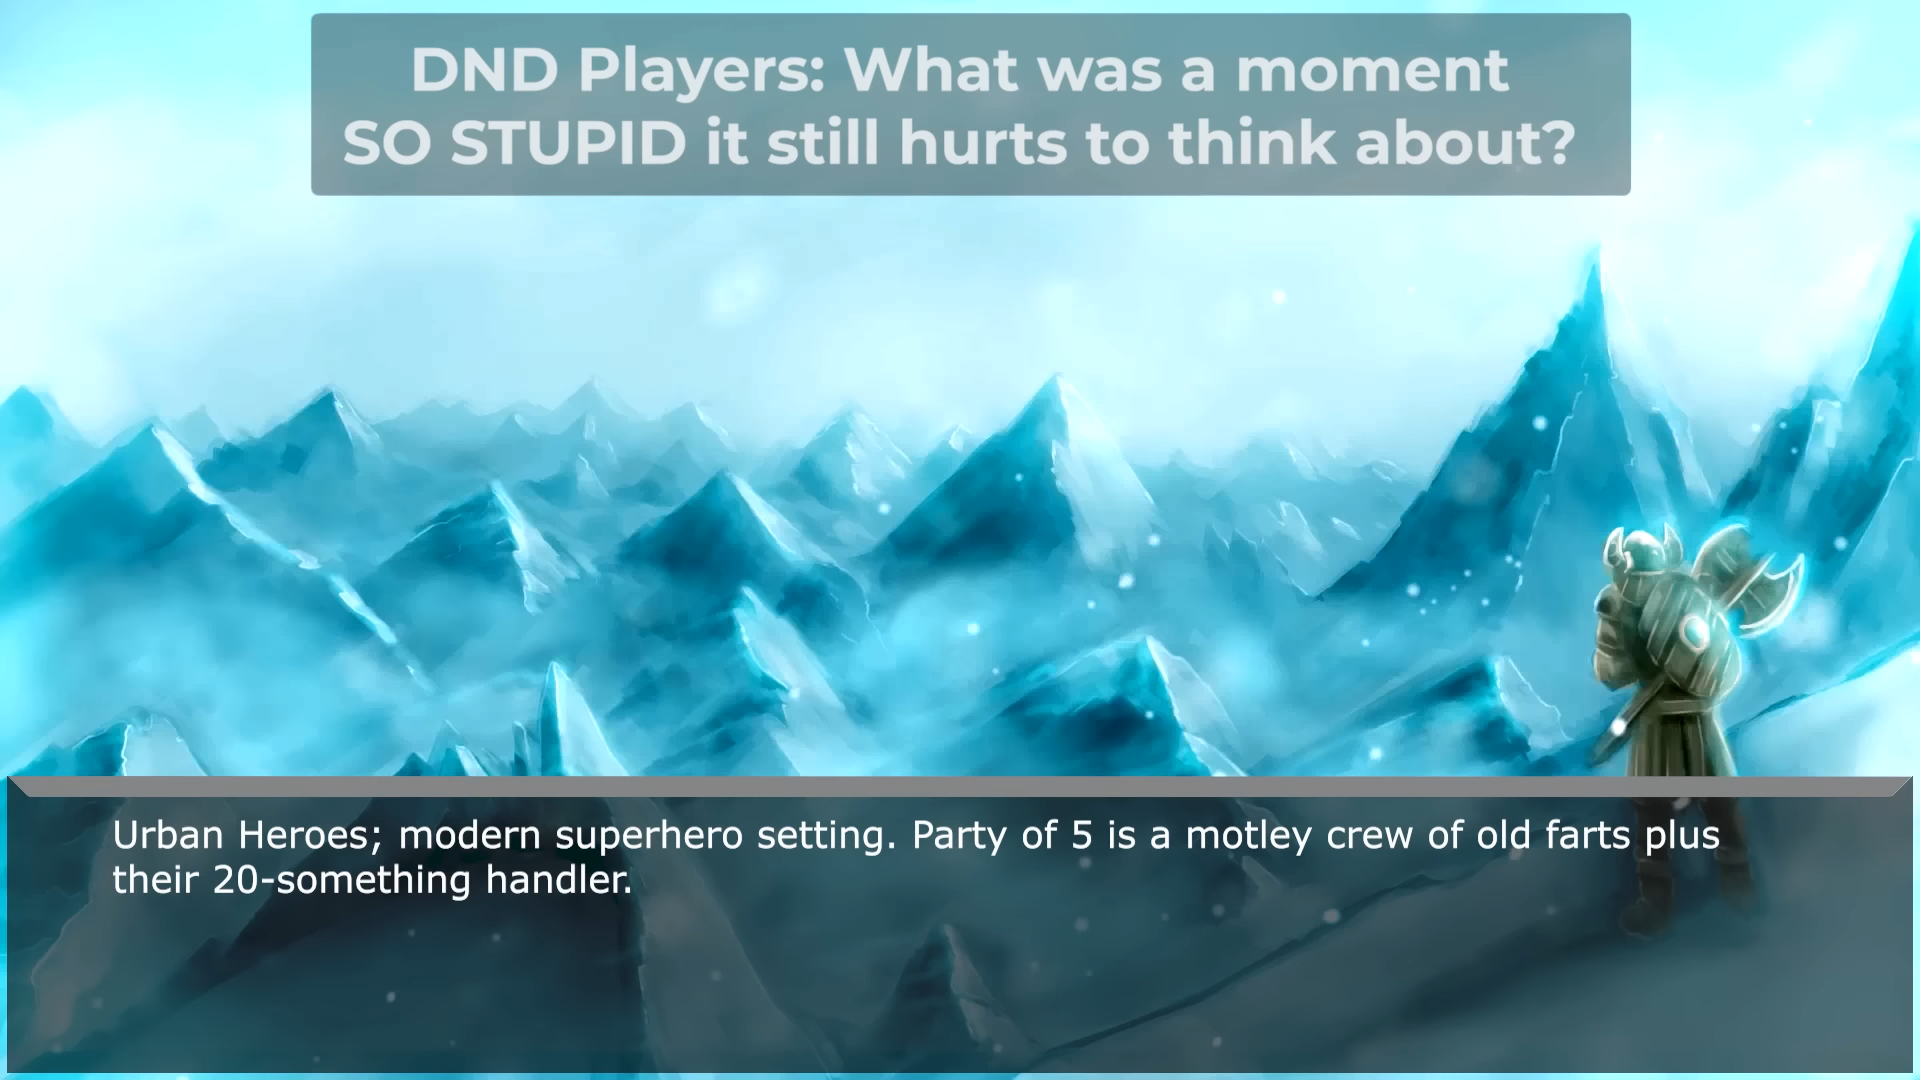 DND Players: What was a moment
SO STUPID it still hurts to think about?
Urban Heroes; modern superhero setting. Party of 5 is a motley crew of old farts plus
their 20-something handler.